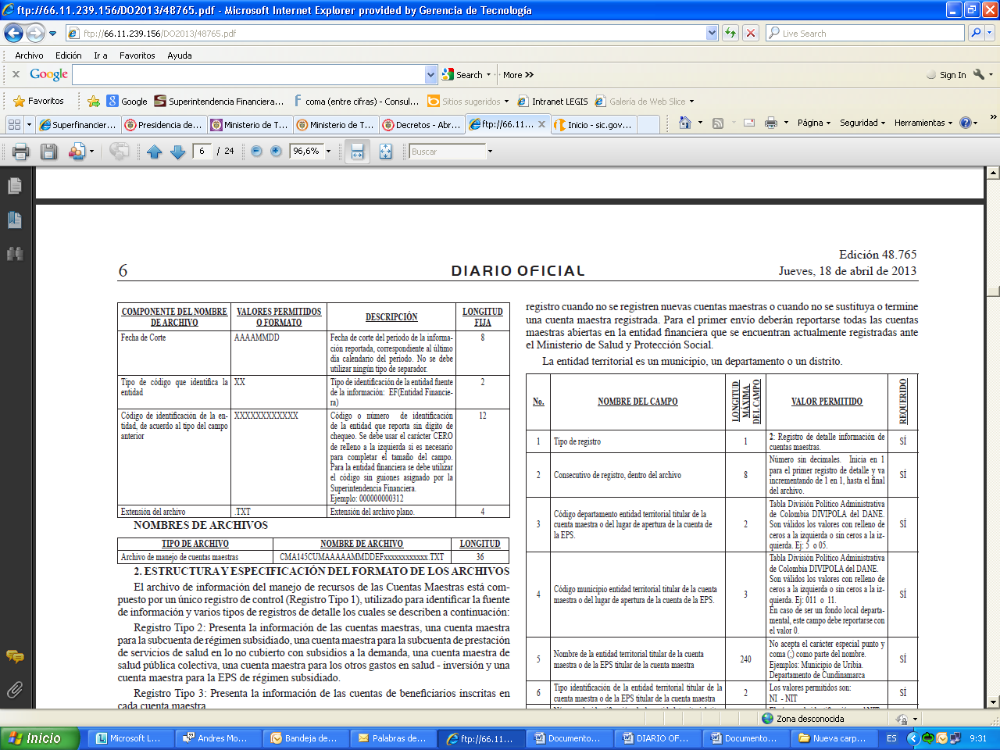 ftp://66.11.239.156/DO2013/48765.pdf - Microsoft Internet Explorer provided by Gerencia de Tecnología
ftp://66.11.239.156/DO2013/48765.pdf
Live Search
Archivo Edición Ir a Favoritos Ayuda
Google Search More Sign In
Favoritos Google Superintendencia Financiera... coma (entre cifras) - Consul... Sitios sugeridos Intranet LEGIS Galería de Web Slice
Superfinancier... Presidencia de... Ministerio de T... Ministerio de T... Decretos - Abr... ftp://66.11.... Inicio - sic.gov... Página Seguridad Herramientas
6 / 24 96,6% Buscar
Edición 48.765
6 DIARIO OFICIAL Jueves, 18 de abril de 2013
COMPONENTE DEL NOMBRE DE ARCHIVO
VALORES PERMITIDOS O FORMATO
DESCRIPCIÓN
LONGITUD FIJA
Fecha de Corte
AAAAMMDD
Fecha de corte del período de la informa-
ción reportada, correspondiente al último
día calendario del período. No se debe
utilizar ningún tipo de separador.
8
Tipo de código que identifica la
entidad
XX
Tipo de identificación de la entidad fuente
de la información: EF(Entidad Financie-
ra)
2
Código de identificación de la en-
tidad, de acuerdo al tipo del campo
anterior
XXXXXXXXXXXX
Código o número de identificación
de la entidad que reporta sin dígito de
chequeo. Se debe usar el carácter CERO
de relleno a la izquierda si es necesario
para completar el tamaño del campo.
Para la entidad financiera se debe utilizar
el código sin guiones asignado por la
Superintendencia Financiera.
Ejemplo: 000000000312
12
Extensión del archivo
.TXT
Extensión del archivo plano.
4
NOMBRES DE ARCHIVOS
TIPO DE ARCHIVO NOMBRE DE ARCHIVO LONGITUD
Archivo de manejo de cuentas maestras CMA145CUMAAAAMMDDEFxxxxxxxxxxxx.TXT 36
2. ESTRUCTURA Y ESPECIFICACIÓN DEL FORMATO DE LOS ARCHIVOS
El archivo de información del manejo de recursos de las Cuentas Maestras está com-
puesto por un único registro de control (Registro Tipo 1), utilizado para identificar la fuente
de información y varios tipos de registros de detalle los cuales se describen a continuación:
Registro Tipo 2: Presenta la información de las cuentas maestras, una cuenta maestra
para la subcuenta de régimen subsidiado, una cuenta maestra para la subcuenta de prestación
de servicios de salud en lo no cubierto con subsidios a la demanda, una cuenta maestra de
salud pública colectiva, una cuenta maestra para los otros gastos en salud - inversión y una
cuenta maestra para la EPS de régimen subsidiado.
Registro Tipo 3: Presenta la información de las cuentas de beneficiarios inscritas en
cada cuenta maestra
registro cuando no se registren nuevas cuentas maestras o cuando no se sustituya o termine
una cuenta maestra registrada. Para el primer envío deberán reportarse todas las cuentas
maestras abiertas en la entidad financiera que se encuentran actualmente registradas ante
el Ministerio de Salud y Protección Social.
La entidad territorial es un municipio, un departamento o un distrito.
No.
NOMBRE DEL CAMPO
LONGITUD MÁXIMA DEL CAMPO
VALOR PERMITIDO
REQUERIDO
1
Tipo de registro
1
2: Registro de detalle información de
cuentas maestras.
SÍ
2
Consecutivo de registro, dentro del archivo
8
Número sin decimales. Inicia en 1
para el primer registro de detalle y va
incrementando de 1 en 1, hasta el final
del archivo.
SÍ
3
Código departamento entidad territorial titular de la
cuenta maestra o del lugar de apertura de la cuenta de
la EPS.
2
Tabla División Político Administrativa
de Colombia DIVIPOLA del DANE.
Son válidos los valores con relleno de
ceros a la izquierda o sin ceros a la iz-
quierda. Ej: 5 o 05.
SÍ
4
Código municipio entidad territorial titular de la cuenta
maestra o del lugar de apertura de la cuenta de la EPS.
3
Tabla División Político Administrativa
de Colombia DIVIPOLA del DANE.
Son válidos los valores con relleno de
ceros a la izquierda o sin ceros a la iz-
quierda. Ej: 011 o 11.
En caso de ser un fondo local departa-
mental, este campo debe reportarse con
el valor 0.
SÍ
5
Nombre de la entidad territorial titular de la cuenta
maestra o de la EPS titular de la cuenta maestra
240
No acepta el carácter especial punto y
coma (;) como parte del nombre.
Ejemplos: Municipio de Uribia.
Departamento de Cundinamarca
SÍ
6
Tipo identificación de la entidad territorial titular de la
cuenta maestra o de la EPS titular de la cuenta maestra
2
Los valores permitidos son:
NI - NIT
SÍ
Zona desconocida
Inicio Microsoft L... Andres Mo... Bandeja de... Palabras de... ftp://66.11.... Documento... DIARIO OF... Documento... Nueva carp... ES 9:31